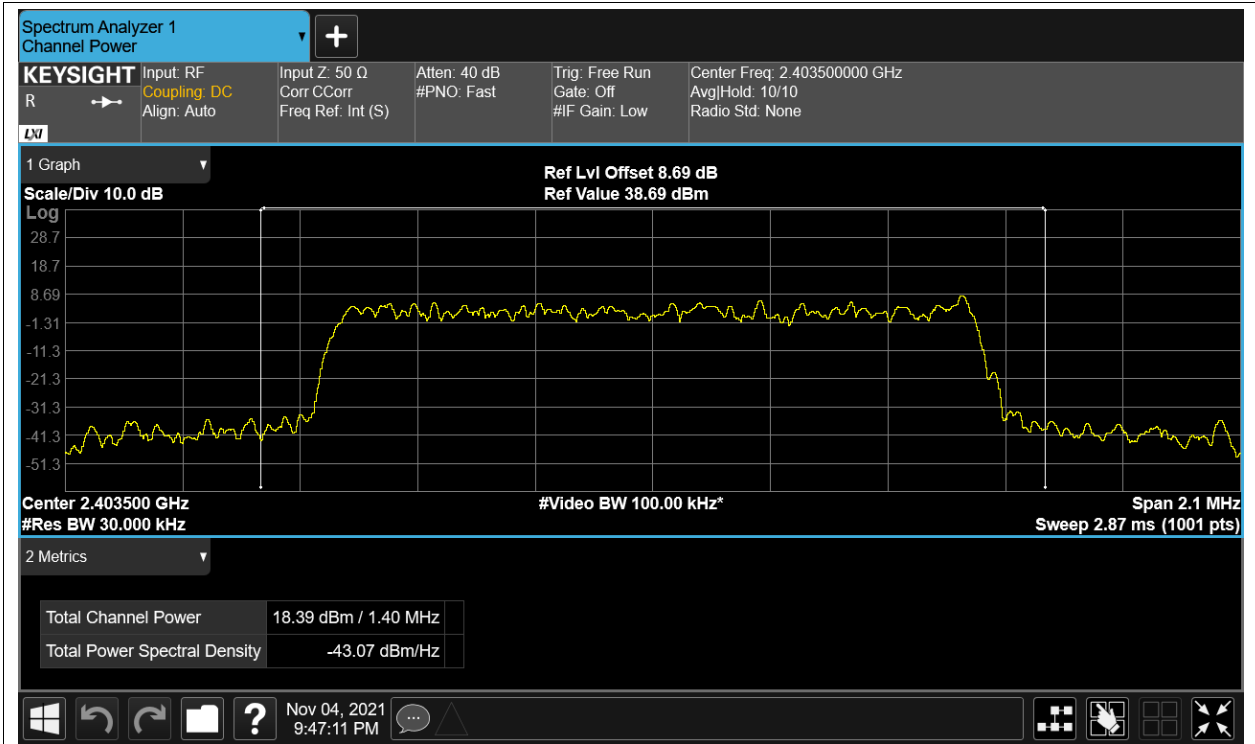 Spectrum Analyzer 1
Channel Power
KEYSIGHT
R
LXI
Input: RF
Coupling: DC
Align: Auto
Input Z: 50 Ω
Corr CCorr
Freq Ref: Int (S)
Atten: 40 dB
#PNO: Fast
Trig: Free Run
Gate: Off
#IF Gain: Low
Center Freq: 2.403500000 GHz
Avg|Hold: 10/10
Radio Std: None
1 Graph
Scale/Div 10.0 dB
Ref Lvl Offset 8.69 dB
Ref Value 38.69 dBm
Log
28.7
18.7
8.69
-1.31
-11.3
-21.3
-31.3
-41.3
-51.3
Center 2.403500 GHz
#Video BW 100.00 kHz*
Span 2.1 MHz
#Res BW 30.000 kHz
Sweep 2.87 ms (1001 pts)
2 Metrics
Total Channel Power 18.39 dBm / 1.40 MHz
Total Power Spectral Density -43.07 dBm/Hz
?
Nov 04, 2021
9:47:11 PM